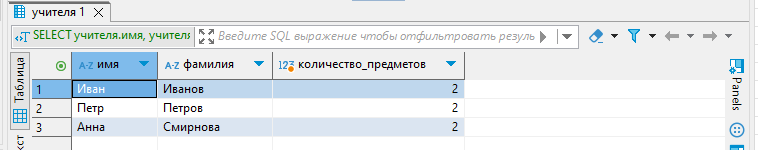 учителя 1
SELECT учителя.имя, учителя
Введите SQL выражение чтобы отфильтровать резуль
Таблица
A-Z имя
A-Z фамилия
123 количество_предметов
1 Иван Иванов 2
2 Петр Петров 2
3 Анна Смирнова 2
Panels